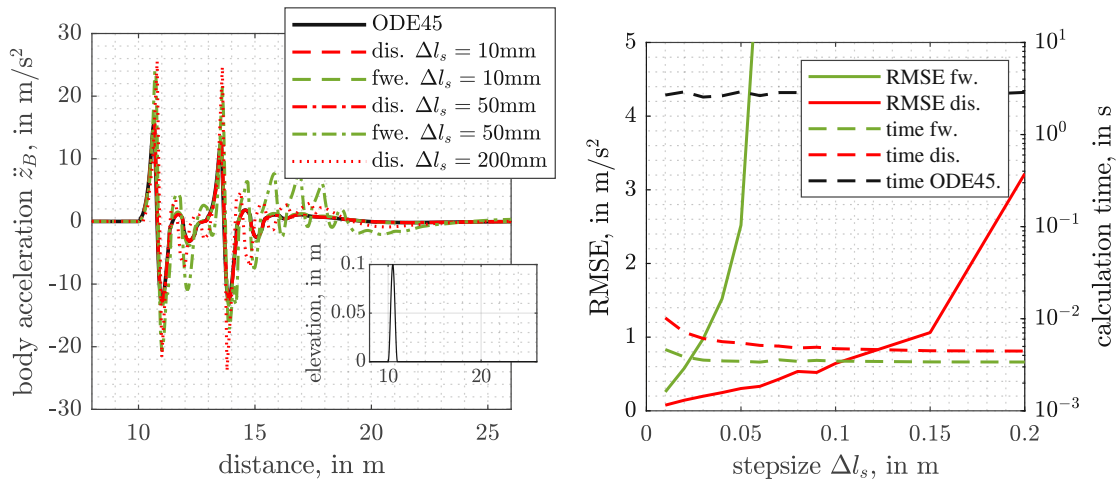 30
20
10
0
-10
-20
-30
10
15
20
25
body acceleration z̈_B, in m/s²
distance, in m
ODE45
dis. Δl_s = 10mm
fwe. Δl_s = 10mm
dis. Δl_s = 50mm
fwe. Δl_s = 50mm
dis. Δl_s = 200mm
elevation, in m
0.1
0.05
0
10
20
5
4
3
2
1
0
RMSE, in m/s²
0
0.05
0.1
0.15
0.2
stepsize Δl_s, in m
RMSE fw.
RMSE dis.
time fw.
time dis.
time ODE45.
10¹
10⁰
10⁻¹
10⁻²
10⁻³
calculation time, in s